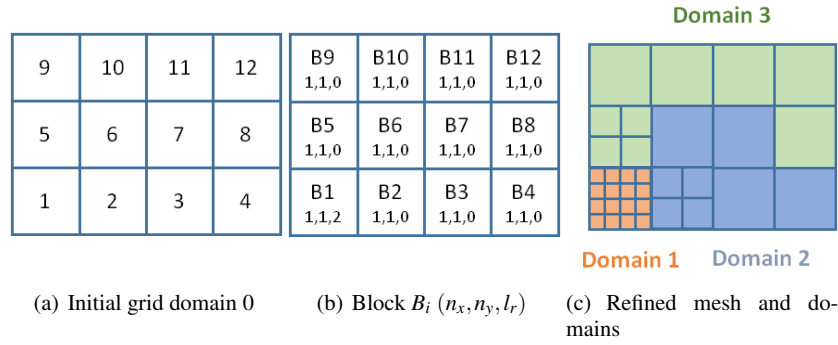 Domain 3
9 10 11 12
5 6 7 8
1 2 3 4
B9 B10 B11 B12
1,1,0 1,1,0 1,1,0 1,1,0
B5 B6 B7 B8
1,1,0 1,1,0 1,1,0 1,1,0
B1 B2 B3 B4
1,1,2 1,1,0 1,1,0 1,1,0
Domain 1 Domain 2
(a) Initial grid domain 0
(b) Block B_i (n_x,n_y,l_r)
(c) Refined mesh and do-
mains